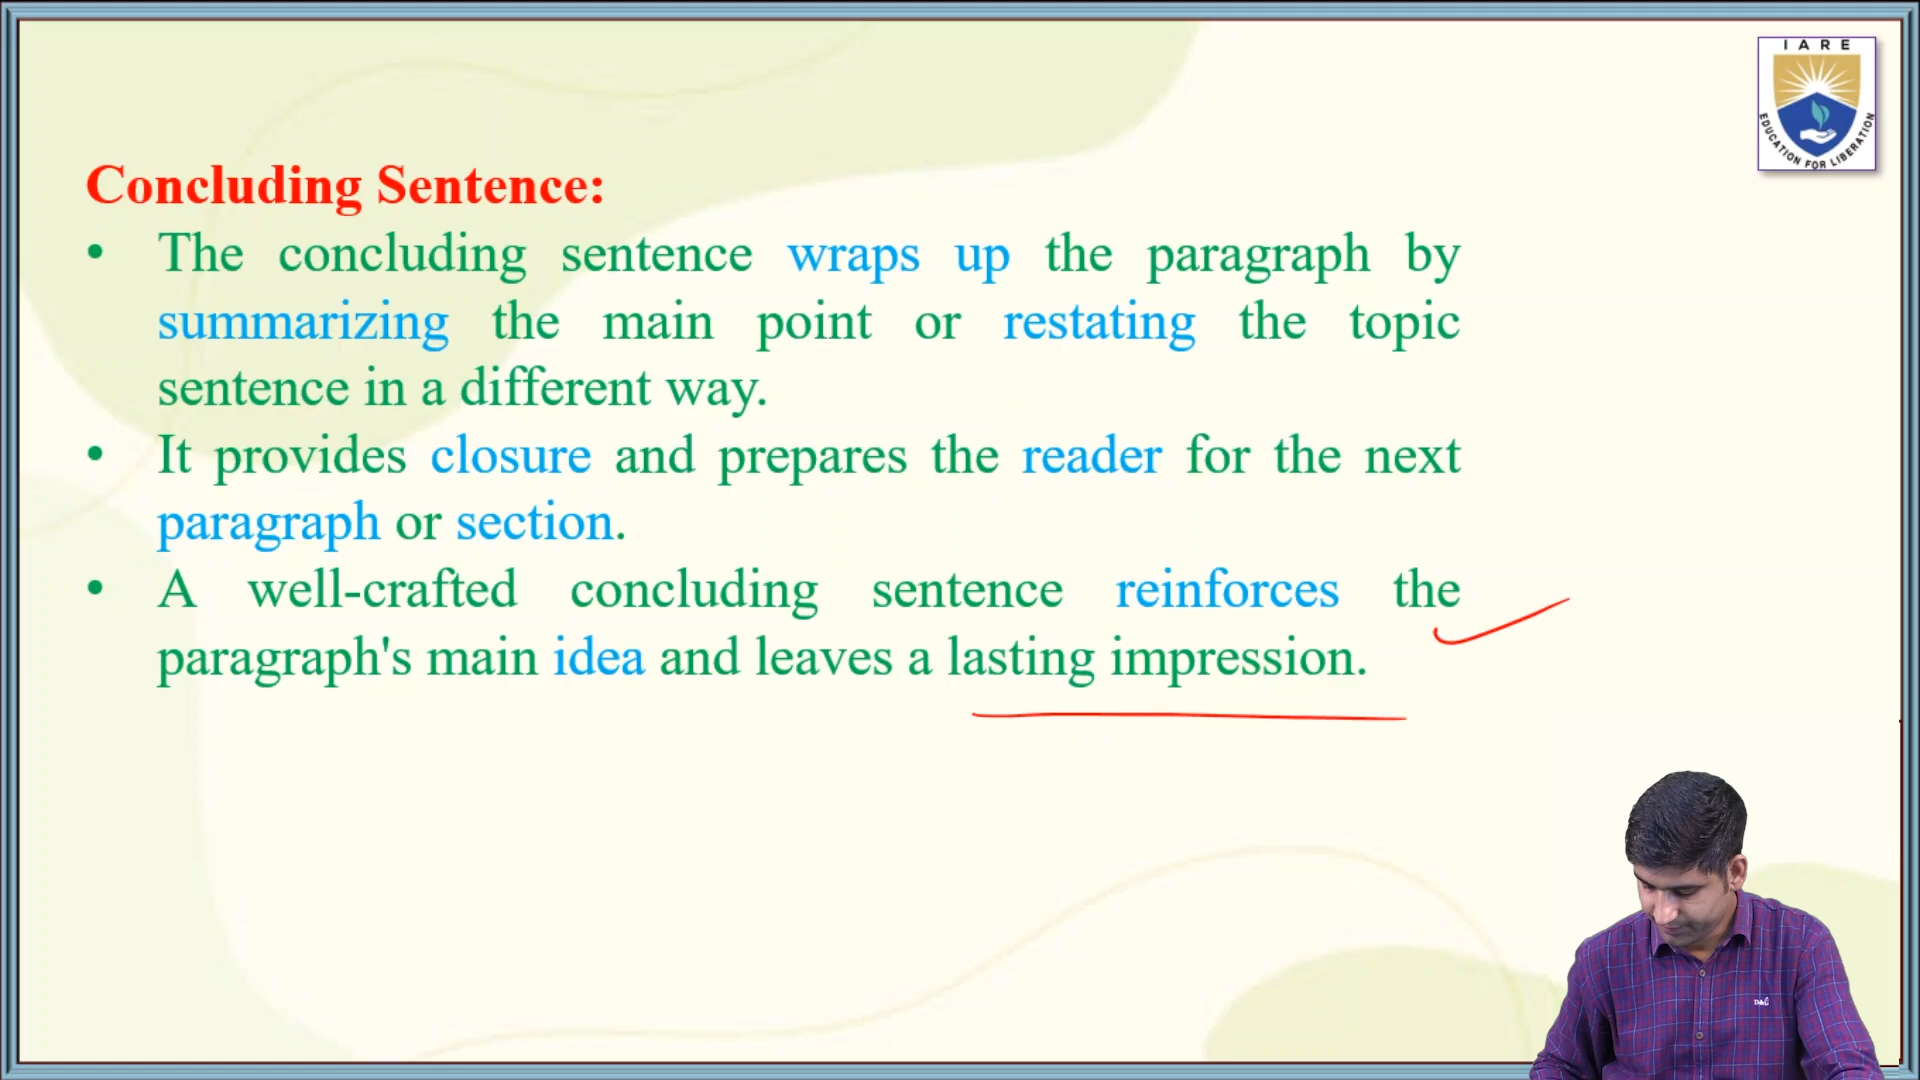 IARE
EDUCATION FOR LIBERATION
Concluding Sentence:
• The concluding sentence wraps up the paragraph by
summarizing the main point or restating the topic
sentence in a different way.
• It provides closure and prepares the reader for the next
paragraph or section.
• A well-crafted concluding sentence reinforces the
paragraph's main idea and leaves a lasting impression.
D&G